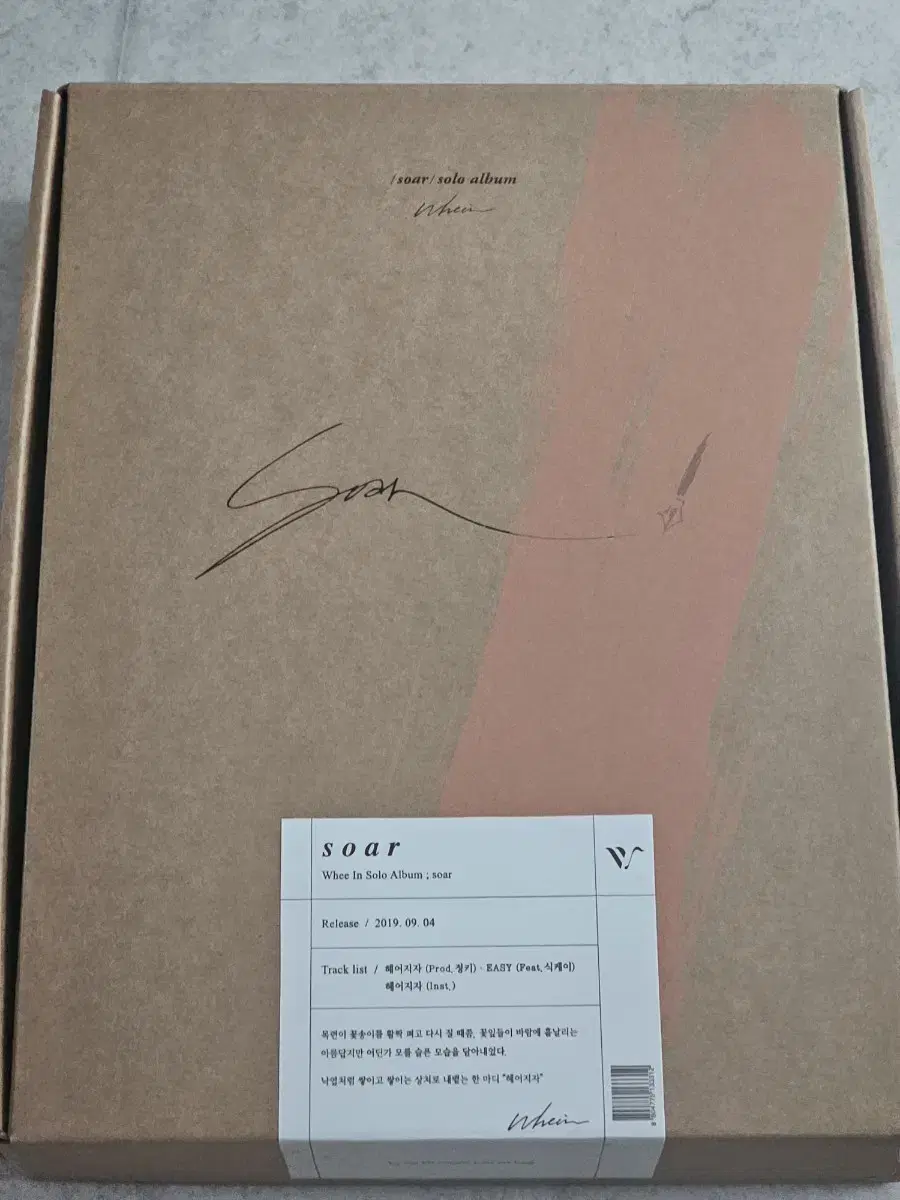 /soar/ solo album
Whein
Soar
soar
Whee In Solo Album ; soar
Release / 2019. 09. 04
Track list / 헤어지자 (Prod.정키) · EASY (Feat.식케이)
헤어지자 (Inst.)
목련이 꽃송이를 활짝 펴고 다시 질 때쯤, 꽃잎들이 바람에 흩날리는
아름답지만 어딘가 모를 슬픈 모습을 담아내었다.
낙엽처럼 쌓이고 쌓이는 상처로 내뱉는 한 마디 "헤어지자"
Whein